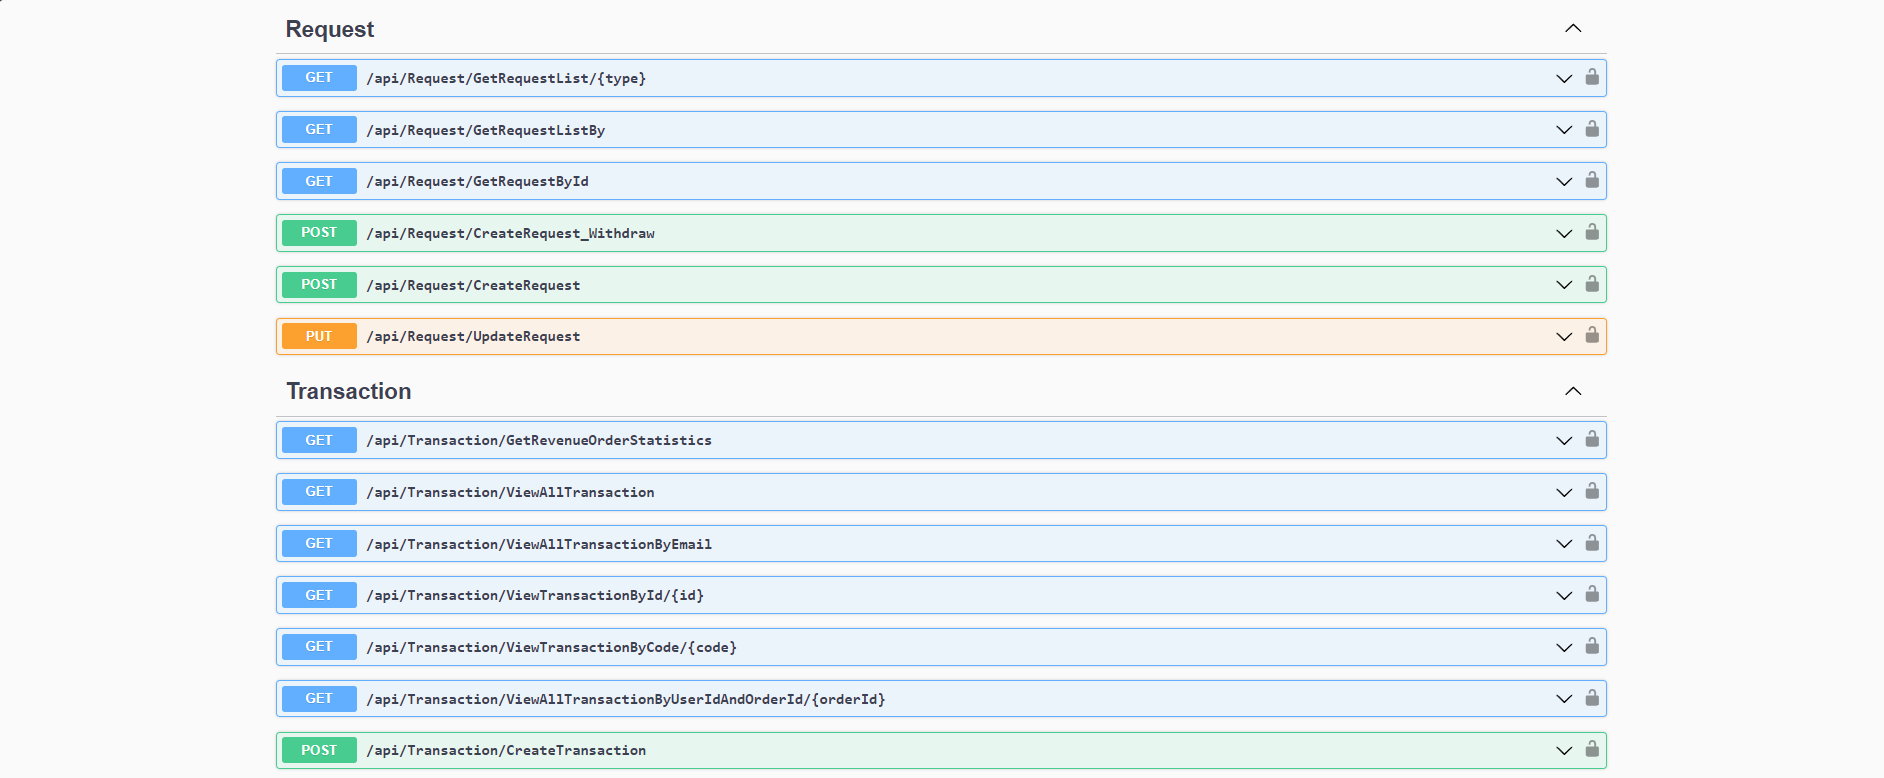 Request
GET /api/Request/GetRequestList/{type}
GET /api/Request/GetRequestListBy
GET /api/Request/GetRequestById
POST /api/Request/CreateRequest_Withdraw
POST /api/Request/CreateRequest
PUT /api/Request/UpdateRequest
Transaction
GET /api/Transaction/GetRevenueOrderStatistics
GET /api/Transaction/ViewAllTransaction
GET /api/Transaction/ViewAllTransactionByEmail
GET /api/Transaction/ViewTransactionById/{id}
GET /api/Transaction/ViewTransactionByCode/{code}
GET /api/Transaction/ViewAllTransactionByUserIdAndOrderId/{orderId}
POST /api/Transaction/CreateTransaction